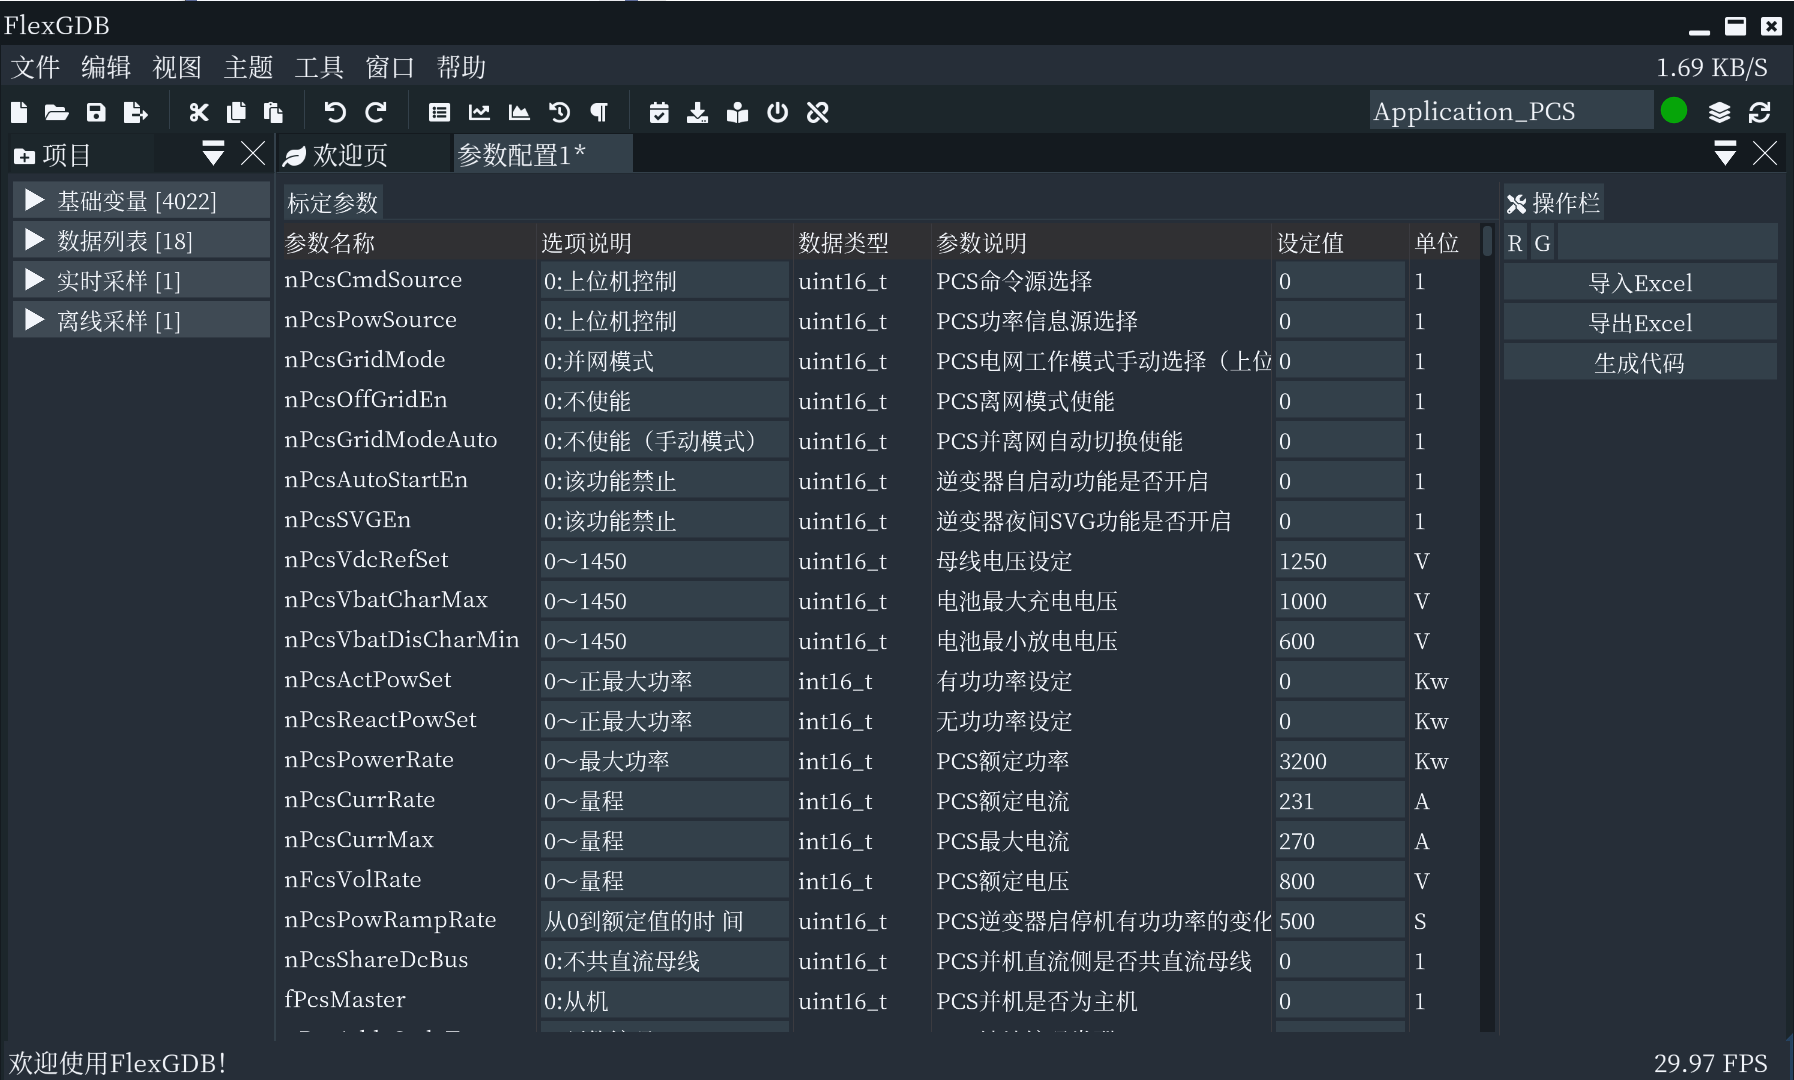 FlexGDB
文件 编辑 视图 主题 工具 窗口 帮助 1.69 KB/S
Application_PCS
项目
欢迎页 参数配置1*
基础变量 [4022]
数据列表 [18]
实时采样 [1]
离线采样 [1]
标定参数
参数名称 选项说明 数据类型 参数说明 设定值 单位
nPcsCmdSource 0:上位机控制 uint16_t PCS命令源选择 0 1
nPcsPowSource 0:上位机控制 uint16_t PCS功率信息源选择 0 1
nPcsGridMode 0:并网模式 uint16_t PCS电网工作模式手动选择（上位 0 1
nPcsOffGridEn 0:不使能 uint16_t PCS离网模式使能 0 1
nPcsGridModeAuto 0:不使能（手动模式） uint16_t PCS并离网自动切换使能 0 1
nPcsAutoStartEn 0:该功能禁止 uint16_t 逆变器自启动功能是否开启 0 1
nPcsSVGEn 0:该功能禁止 uint16_t 逆变器夜间SVG功能是否开启 0 1
nPcsVdcRefSet 0～1450 uint16_t 母线电压设定 1250 V
nPcsVbatCharMax 0～1450 uint16_t 电池最大充电电压 1000 V
nPcsVbatDisCharMin 0～1450 uint16_t 电池最小放电电压 600 V
nPcsActPowSet 0～正最大功率 int16_t 有功功率设定 0 Kw
nPcsReactPowSet 0～正最大功率 int16_t 无功功率设定 0 Kw
nPcsPowerRate 0～最大功率 int16_t PCS额定功率 3200 Kw
nPcsCurrRate 0～量程 int16_t PCS额定电流 231 A
nPcsCurrMax 0～量程 int16_t PCS最大电流 270 A
nFcsVolRate 0～量程 int16_t PCS额定电压 800 V
nPcsPowRampRate 从0到额定值的时 间 uint16_t PCS逆变器启停机有功功率的变化 500 S
nPcsShareDcBus 0:不共直流母线 uint16_t PCS并机直流侧是否共直流母线 0 1
fPcsMaster 0:从机 uint16_t PCS并机是否为主机 0 1
操作栏
R G
导入Excel
导出Excel
生成代码
欢迎使用FlexGDB! 29.97 FPS